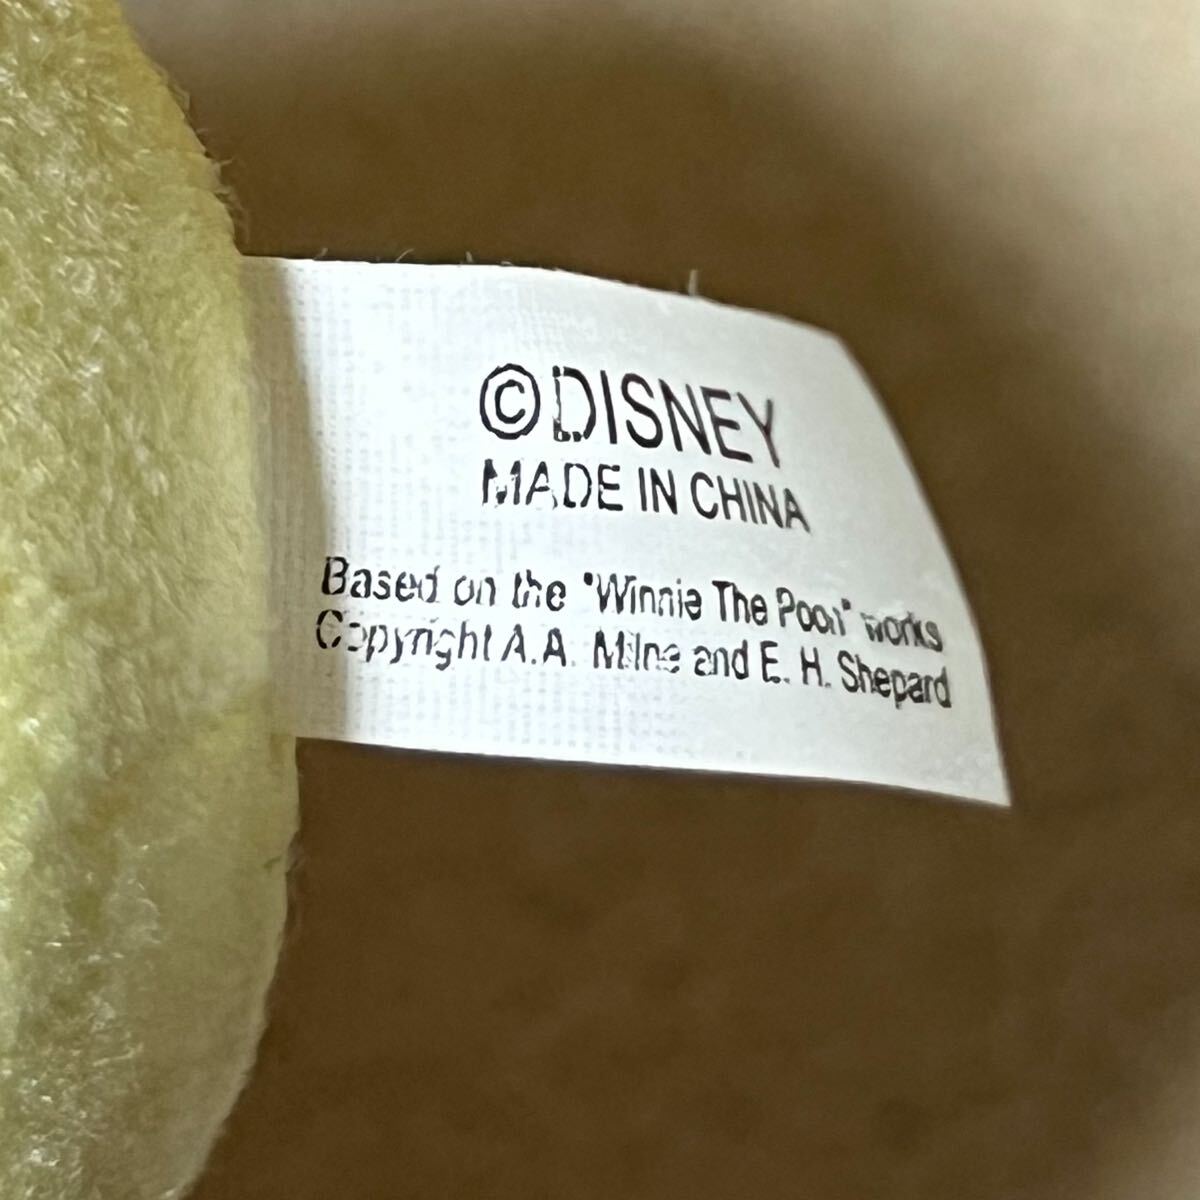 ©DISNEY
MADE IN CHINA
Based on the "Winnie The Pooh" works
Copyright A.A. Milne and E. H. Shepard